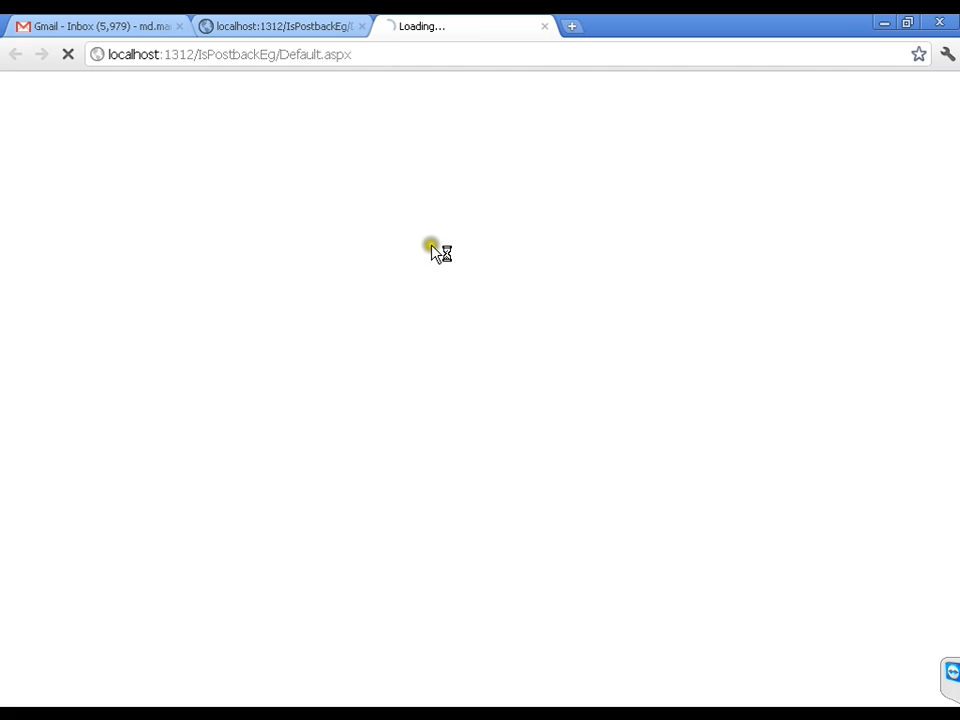 Gmail - Inbox (5,979) - md.ma
localhost:1312/IsPostbackEg/
Loading...
localhost:1312/IsPostbackEg/Default.aspx